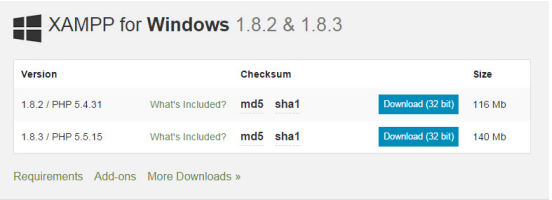 XAMPP for Windows 1.8.2 & 1.8.3
Version Checksum Size
1.8.2 / PHP 5.4.31 What's Included? md5 sha1 Download (32 bit) 116 Mb
1.8.3 / PHP 5.5.15 What's Included? md5 sha1 Download (32 bit) 140 Mb
Requirements Add-ons More Downloads »